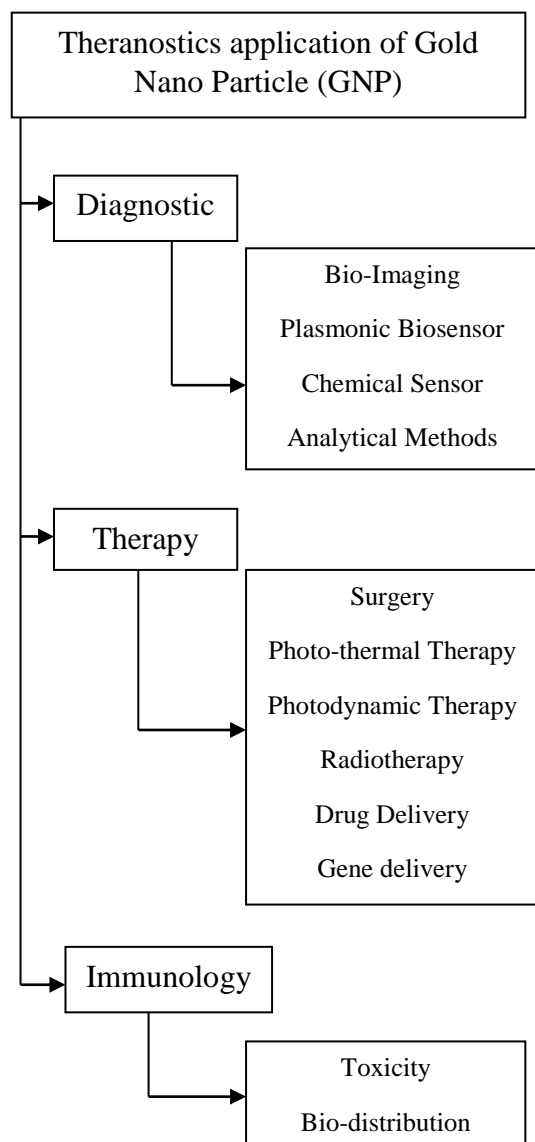 Theranostics application of Gold
Nano Particle (GNP)
Diagnostic
Bio-Imaging
Plasmonic Biosensor
Chemical Sensor
Analytical Methods
Therapy
Surgery
Photo-thermal Therapy
Photodynamic Therapy
Radiotherapy
Drug Delivery
Gene delivery
Immunology
Toxicity
Bio-distribution